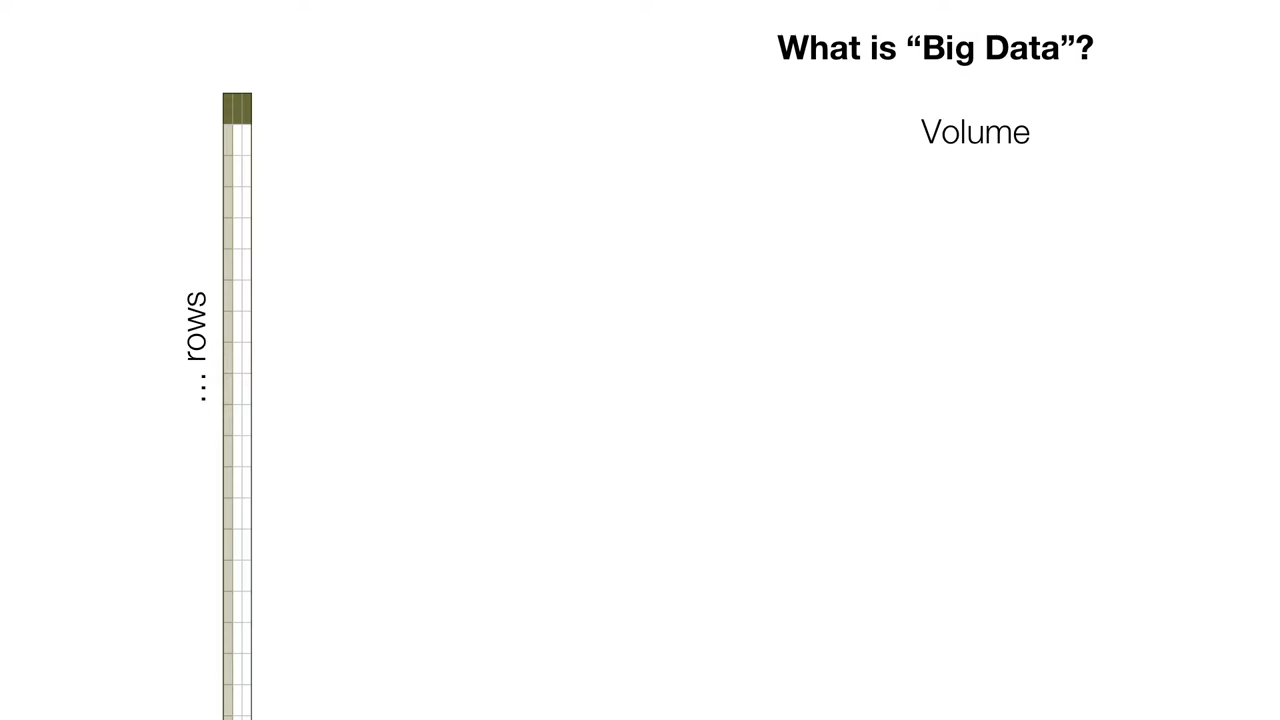 What is “Big Data”?
Volume
… rows